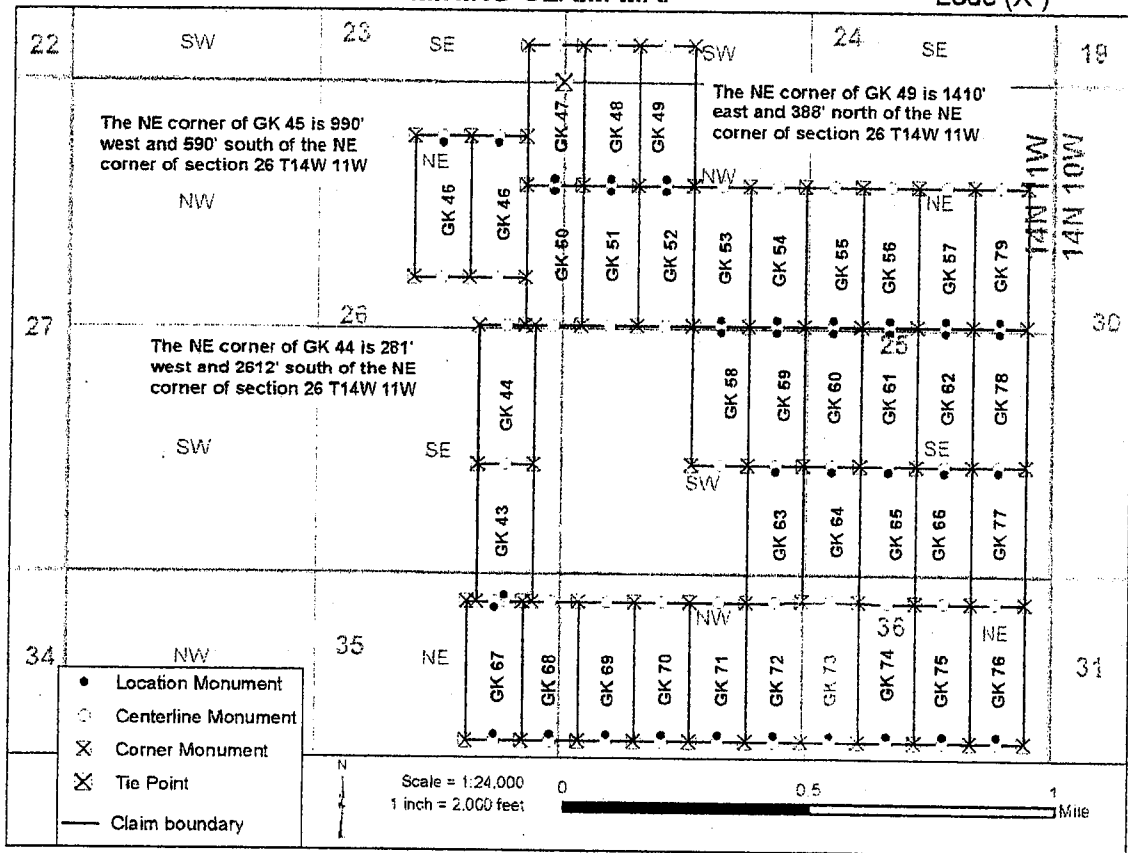 Lode (X )
22
SW
23
SE
SW
24
SE
19
The NE corner of GK 45 is 990'
west and 590' south of the NE
corner of section 26 T14W 11W
The NE corner of GK 49 is 1410'
east and 388' north of the NE
corner of section 26 T14W 11W
GK 47
GK 48
GK 49
14N 11W
14N 10W
NE
NW
NW
NE
GK 45
GK 46
GK 50
GK 51
GK 52
GK 53
GK 54
GK 55
GK 56
GK 57
GK 79
27
26
25
30
The NE corner of GK 44 is 281'
west and 2612' south of the NE
corner of section 26 T14W 11W
GK 44
GK 58
GK 59
GK 60
GK 61
GK 62
GK 78
SW
SE
SW
SE
GK 43
GK 63
GK 64
GK 65
GK 66
GK 77
34
NW
35
NE
NW
36
NE
31
GK 67
GK 68
GK 69
GK 70
GK 71
GK 72
GK 73
GK 74
GK 75
GK 76
Location Monument
Centerline Monument
Corner Monument
Tie Point
Claim boundary
N
Scale = 1:24,000
1 inch = 2,000 feet
0
0.5
1
Mile